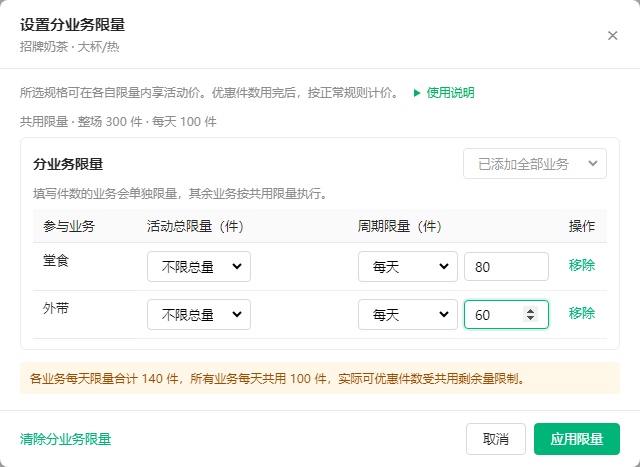 设置分业务限量
招牌奶茶 · 大杯/热
所选规格可在各自限量内享活动价。优惠件数用完后，按正常规则计价。 ▶ 使用说明
共用限量 · 整场 300 件 · 每天 100 件
分业务限量 已添加全部业务
填写件数的业务会单独限量，其余业务按共用限量执行。
参与业务 活动总限量（件） 周期限量（件） 操作
堂食 不限总量 每天 80 移除
外带 不限总量 每天 60 移除
各业务每天限量合计 140 件，所有业务每天共用 100 件，实际可优惠件数受共用剩余量限制。
清除分业务限量 取消 应用限量